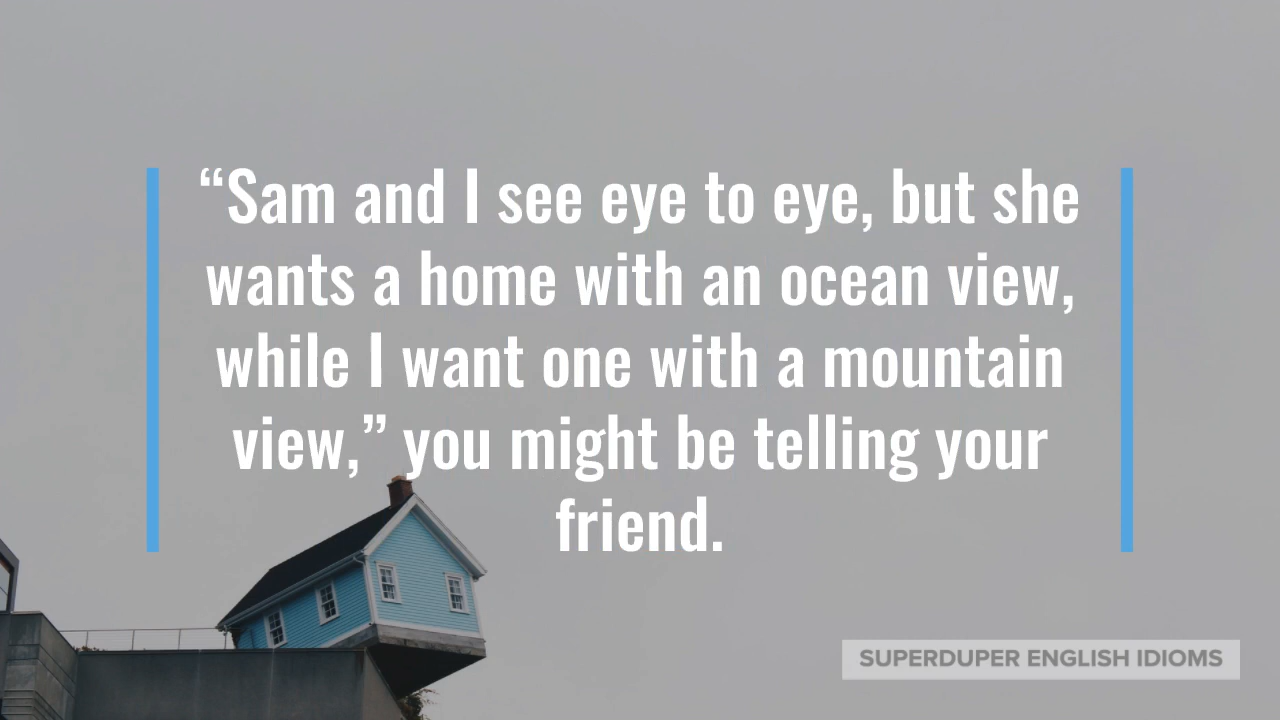 “Sam and I see eye to eye, but she
wants a home with an ocean view,
while I want one with a mountain
view,” you might be telling your
friend.
SUPERDUPER ENGLISH IDIOMS